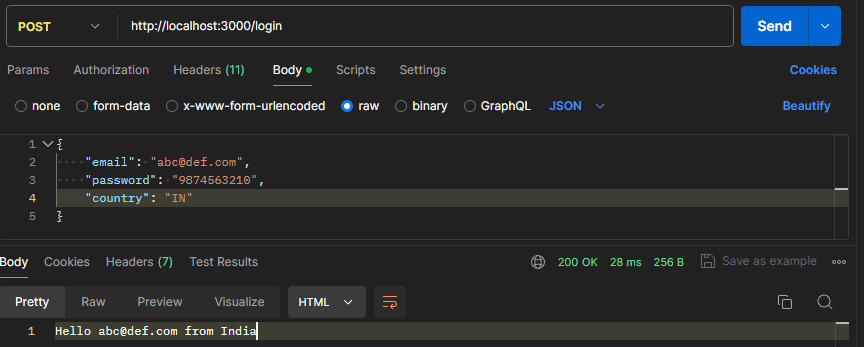 POST http://localhost:3000/login Send
Params Authorization Headers (11) Body Scripts Settings Cookies
none form-data x-www-form-urlencoded raw binary GraphQL JSON Beautify
1 {
2 "email": "abc@def.com",
3 "password": "9874563210",
4 "country": "IN"
5 }
Body Cookies Headers (7) Test Results 200 OK 28 ms 256 B Save as example
Pretty Raw Preview Visualize HTML
1 Hello abc@def.com from India